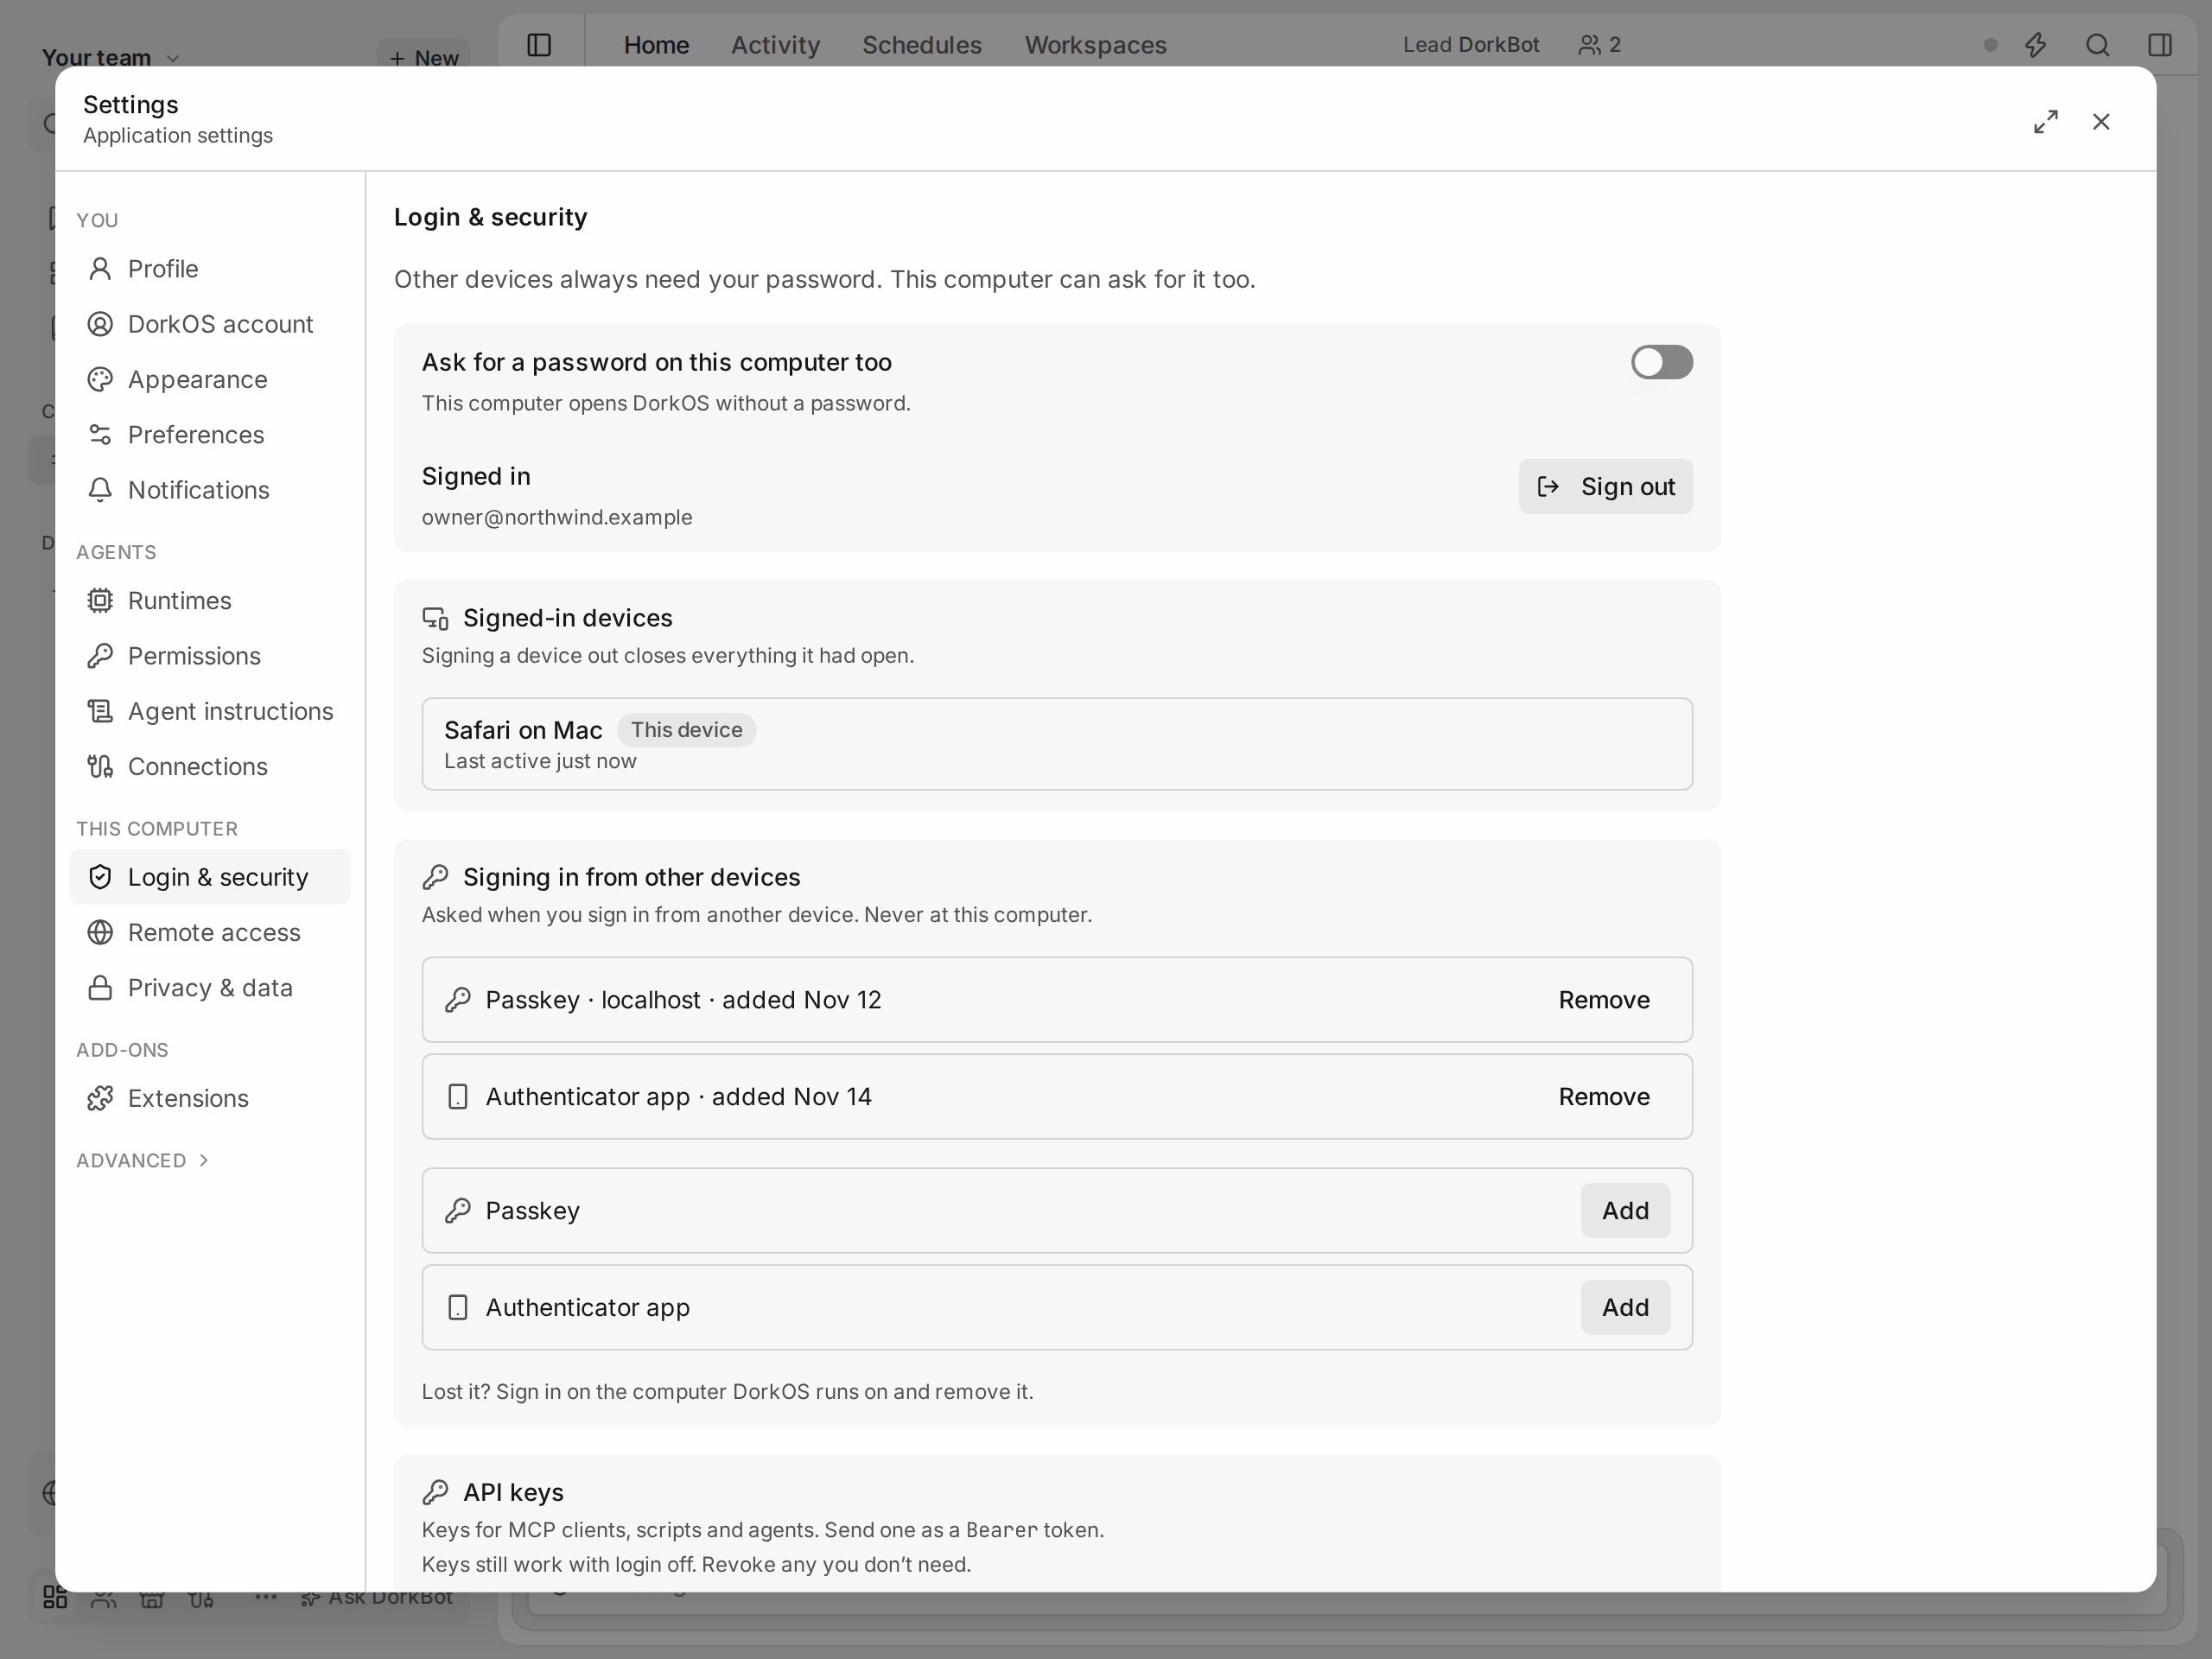 Your team
New
Home
Activity
Schedules
Workspaces
Lead DorkBot
2
Settings
Application settings
YOU
Profile
DorkOS account
Appearance
Preferences
Notifications
AGENTS
Runtimes
Permissions
Agent instructions
Connections
THIS COMPUTER
Login & security
Remote access
Privacy & data
ADD-ONS
Extensions
ADVANCED
Login & security
Other devices always need your password. This computer can ask for it too.
Ask for a password on this computer too
This computer opens DorkOS without a password.
Signed in
owner@northwind.example
Sign out
Signed-in devices
Signing a device out closes everything it had open.
Safari on Mac
This device
Last active just now
Signing in from other devices
Asked when you sign in from another device. Never at this computer.
Passkey · localhost · added Nov 12
Remove
Authenticator app · added Nov 14
Remove
Passkey
Add
Authenticator app
Add
Lost it? Sign in on the computer DorkOS runs on and remove it.
API keys
Keys for MCP clients, scripts and agents. Send one as a Bearer token.
Keys still work with login off. Revoke any you don’t need.
Ask DorkBot